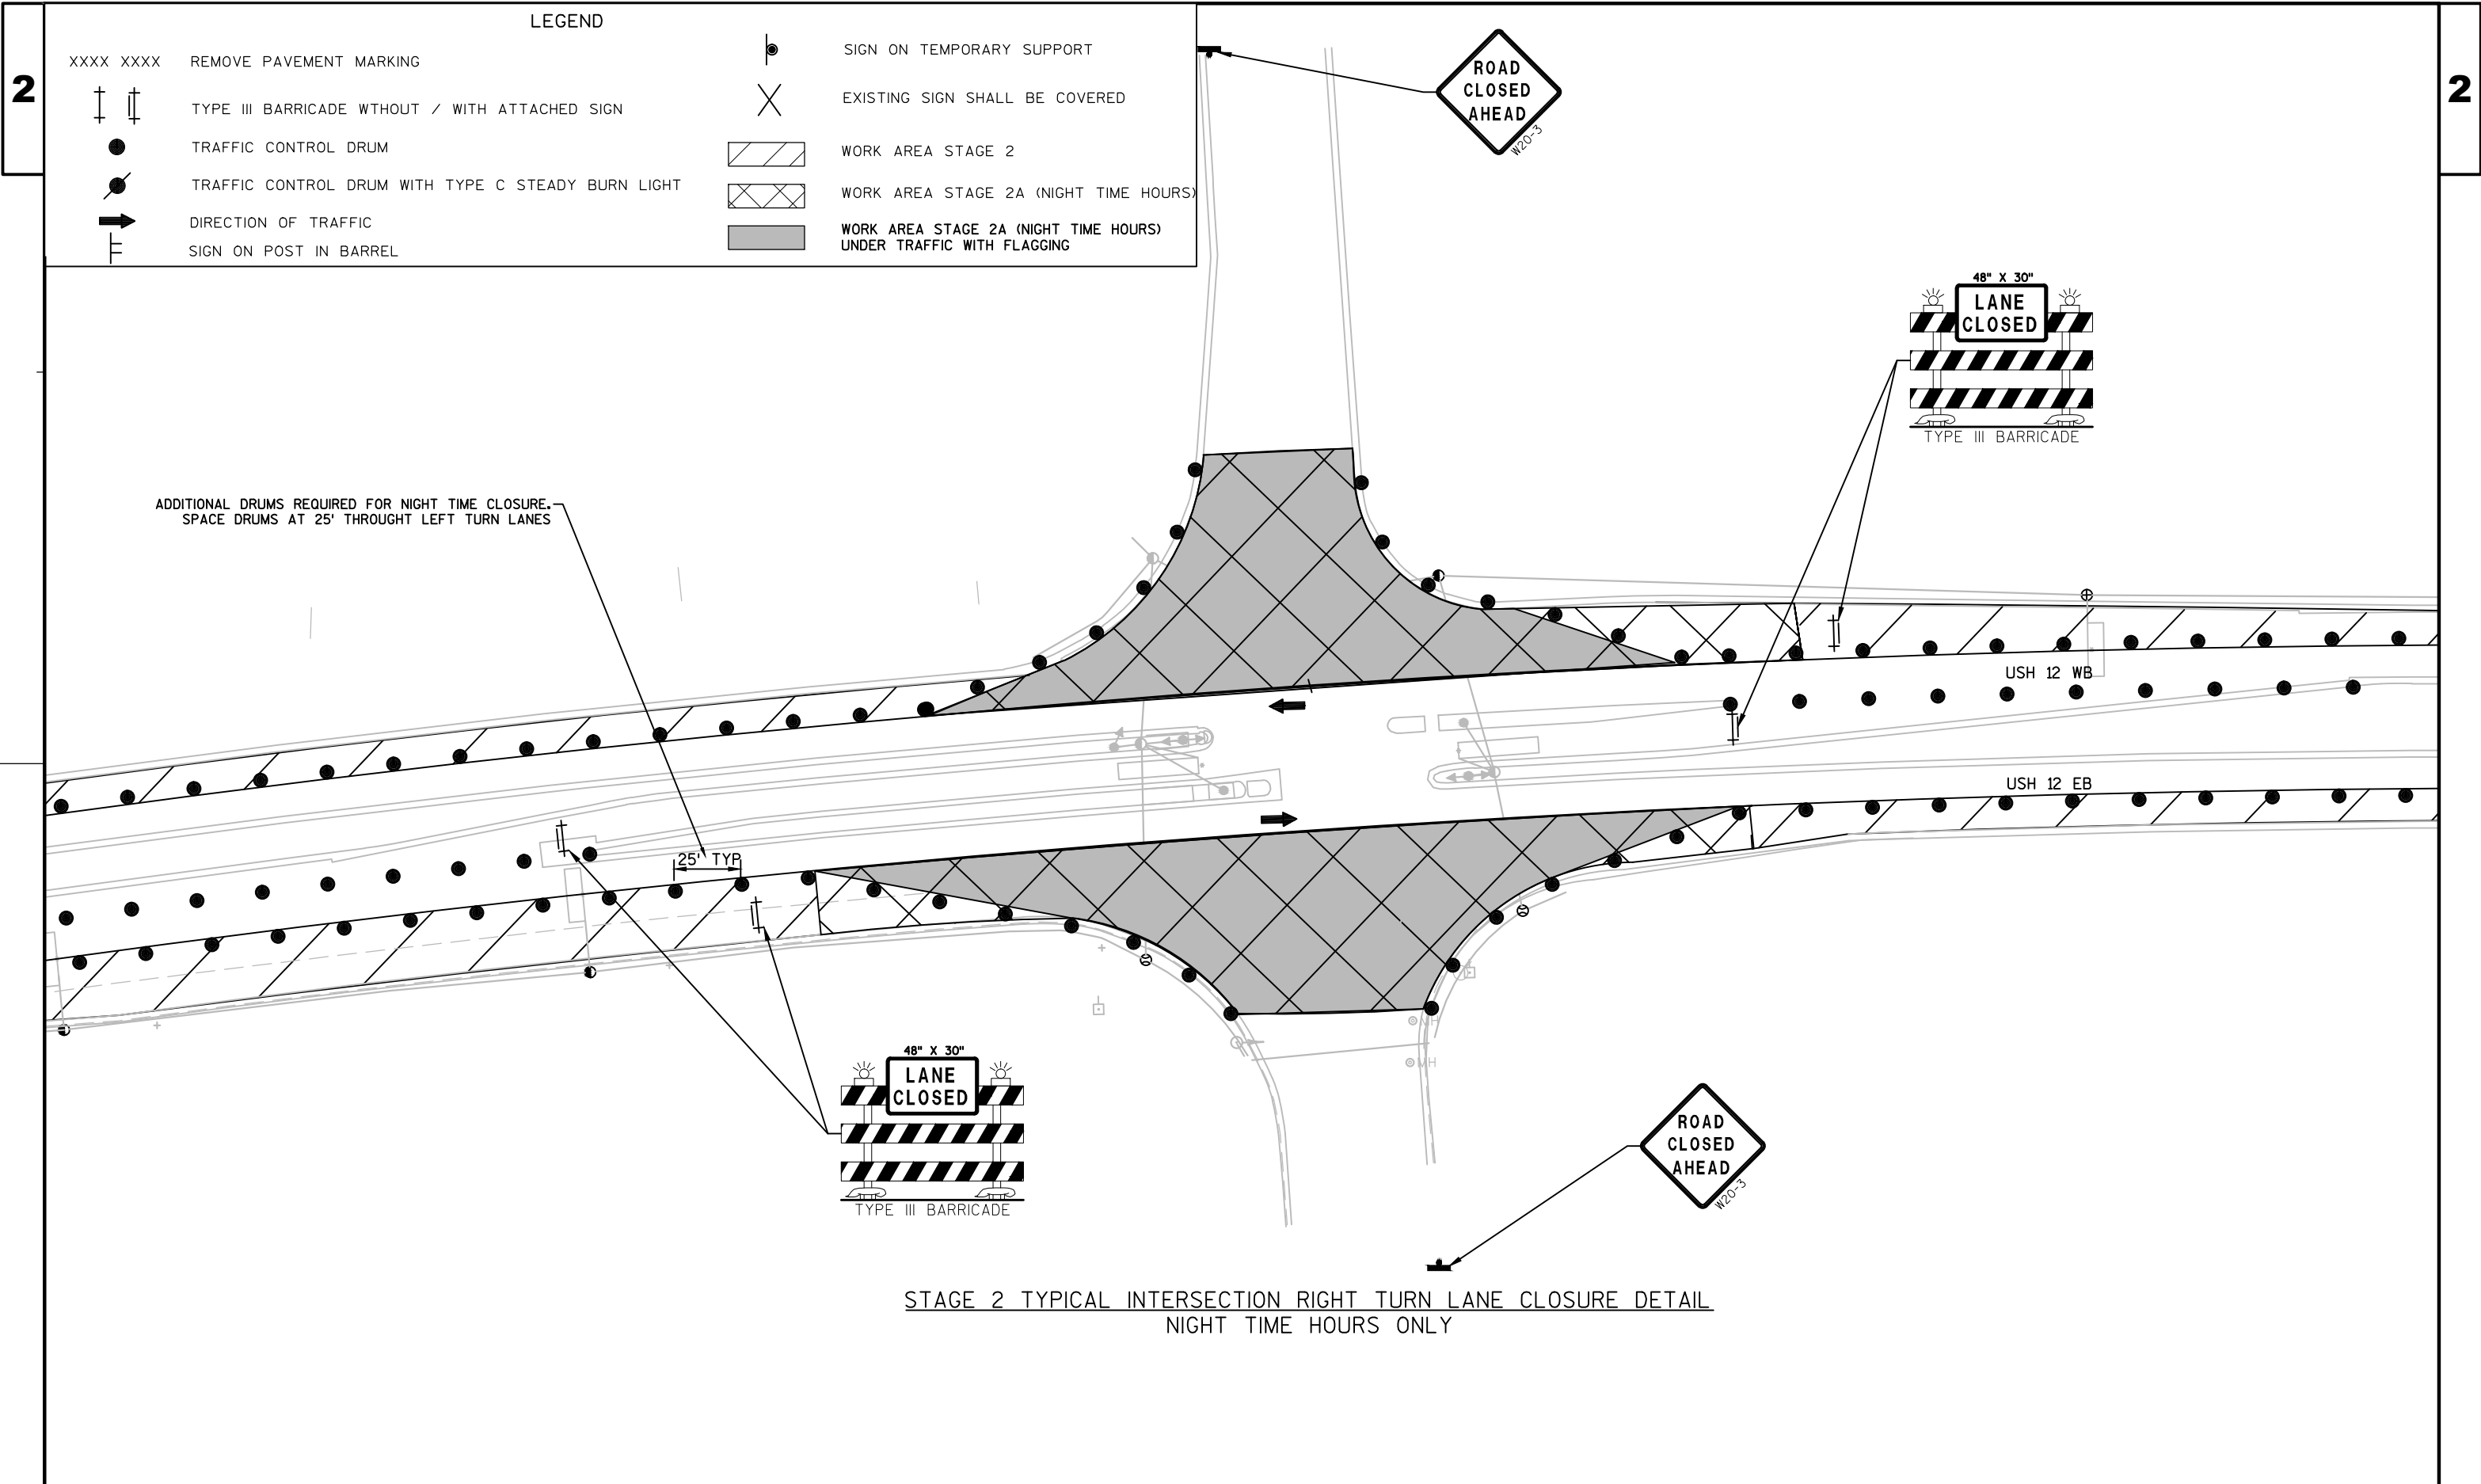 2
2
LEGEND
XXXX XXXX REMOVE PAVEMENT MARKING
TYPE III BARRICADE WTHOUT / WITH ATTACHED SIGN
TRAFFIC CONTROL DRUM
TRAFFIC CONTROL DRUM WITH TYPE C STEADY BURN LIGHT
DIRECTION OF TRAFFIC
SIGN ON POST IN BARREL
SIGN ON TEMPORARY SUPPORT
EXISTING SIGN SHALL BE COVERED
WORK AREA STAGE 2
WORK AREA STAGE 2A (NIGHT TIME HOURS)
WORK AREA STAGE 2A (NIGHT TIME HOURS)
UNDER TRAFFIC WITH FLAGGING
ROAD
CLOSED
AHEAD
W20-3
48" X 30"
LANE
CLOSED
TYPE III BARRICADE
ADDITIONAL DRUMS REQUIRED FOR NIGHT TIME CLOSURE.
SPACE DRUMS AT 25' THROUGHT LEFT TURN LANES
USH 12 WB
USH 12 EB
25' TYP
MH
MH
48" X 30"
LANE
CLOSED
TYPE III BARRICADE
ROAD
CLOSED
AHEAD
W20-3
STAGE 2 TYPICAL INTERSECTION RIGHT TURN LANE CLOSURE DETAIL
NIGHT TIME HOURS ONLY